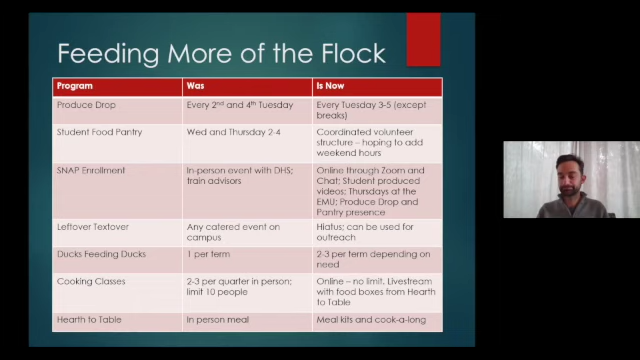 Feeding More of the Flock
Program Was Is Now
Produce Drop Every 2nd and 4th Tuesday Every Tuesday 3-5 (except
breaks)
Student Food Pantry Wed and Thursday 2-4 Coordinated volunteer
structure – hoping to add
weekend hours
SNAP Enrollment In-person event with DHS; Online through Zoom and
train advisors Chat; Student produced
videos; Thursdays at the
EMU; Produce Drop and
Pantry presence
Leftover Textover Any catered event on Hiatus; can be used for
campus outreach
Ducks Feeding Ducks 1 per term 2-3 per term depending on
need
Cooking Classes 2-3 per quarter in person; Online – no limit. Livestream
limit 10 people with food boxes from Hearth
to Table
Hearth to Table In person meal Meal kits and cook-a-long